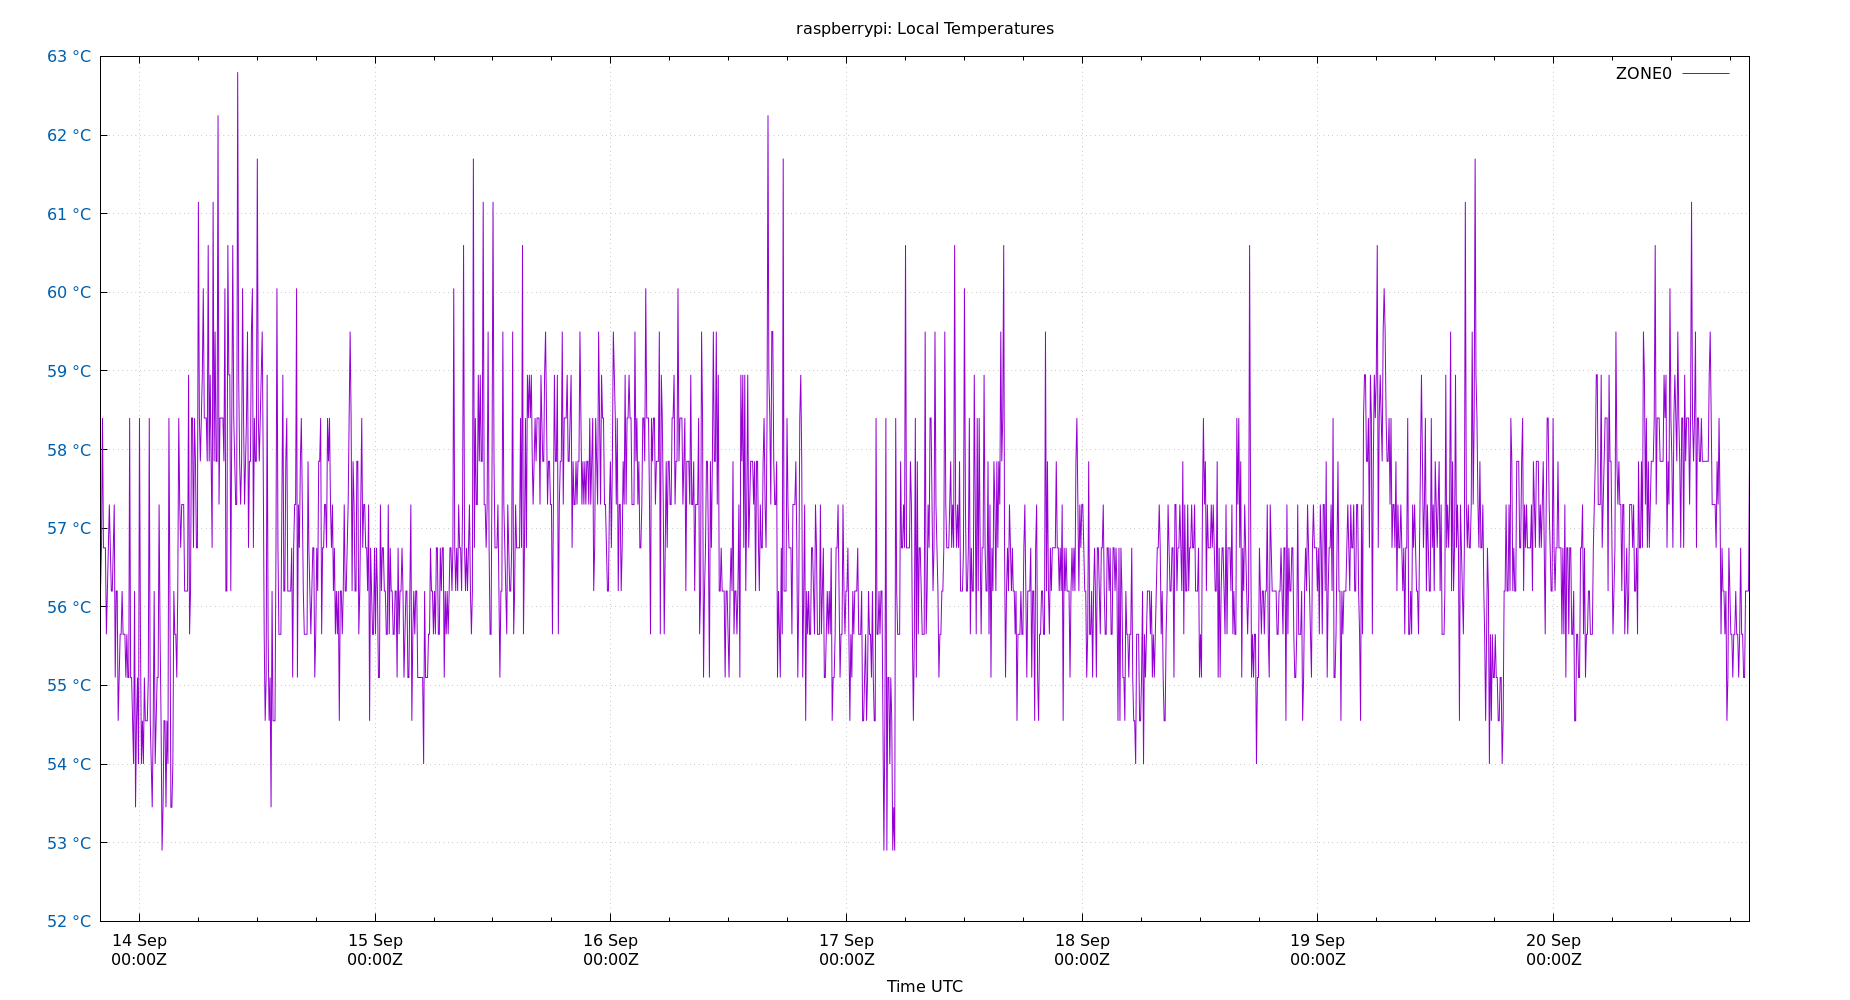 raspberrypi: Local Temperatures
63 °C
ZONE0
62 °C
61 °C
60 °C
59 °C
58 °C
57 °C
56 °C
55 °C
54 °C
53 °C
52 °C
14 Sep 15 Sep 16 Sep 17 Sep 18 Sep 19 Sep 20 Sep
00:00Z 00:00Z 00:00Z 00:00Z 00:00Z 00:00Z 00:00Z
Time UTC